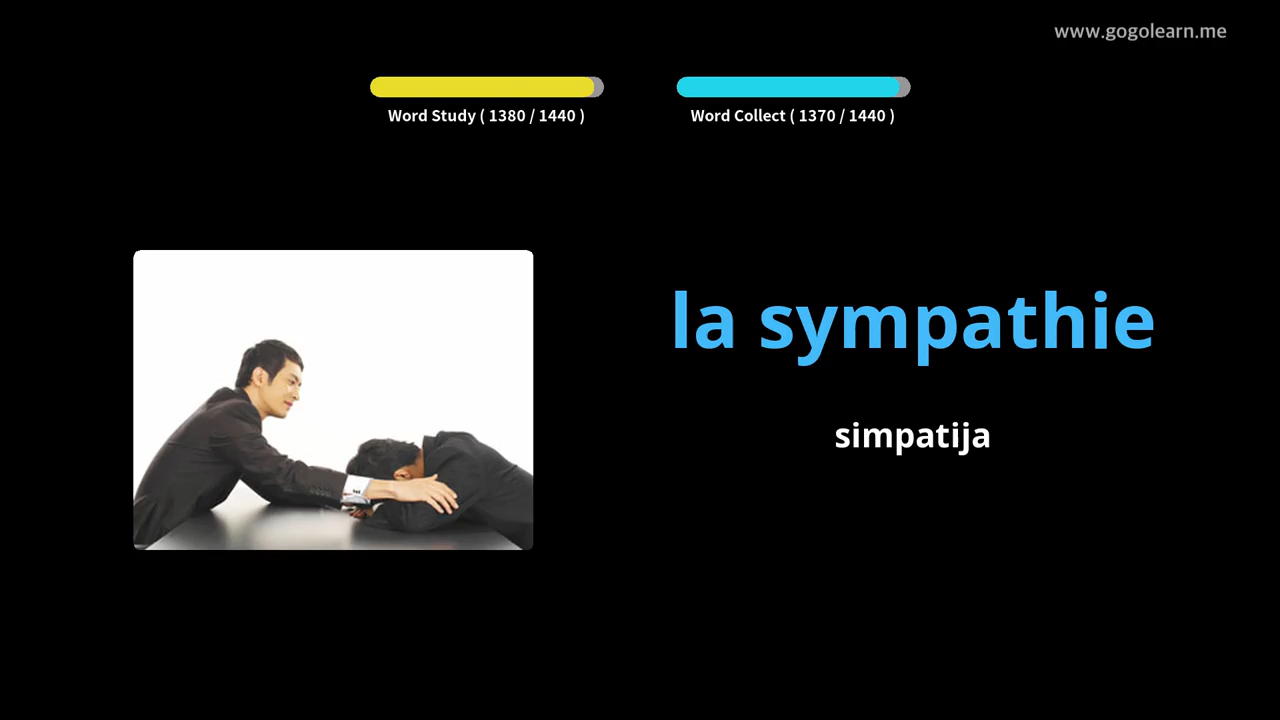 www.gogolearn.me
Word Study ( 1380 / 1440 )
Word Collect ( 1370 / 1440 )
la sympathie
simpatija